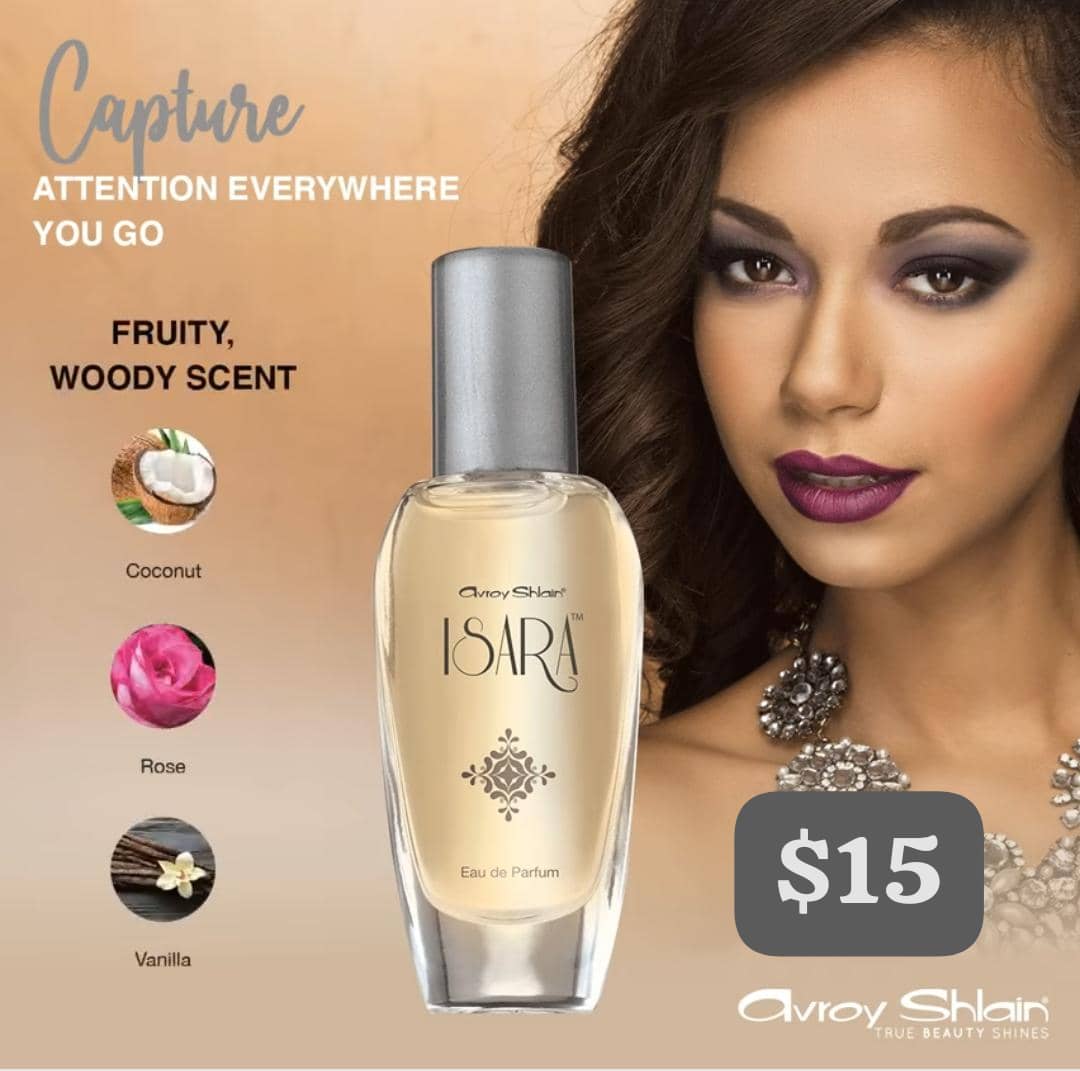 Capture
ATTENTION EVERYWHERE
YOU GO
FRUITY,
WOODY SCENT
Coconut
Rose
Vanilla
avroy Shlain®
ISARA™
Eau de Parfum
$15
avroy Shlain®
TRUE BEAUTY SHINES